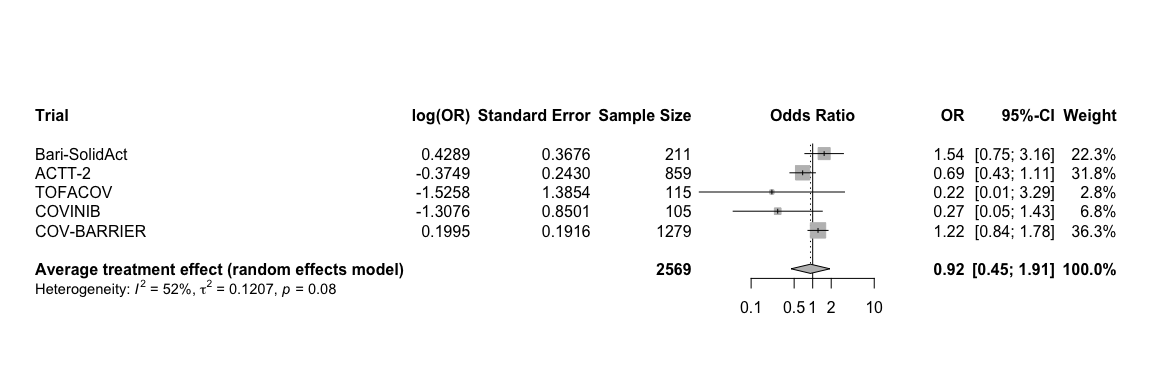 Trial log(OR) Standard Error Sample Size Odds Ratio OR 95%-CI Weight
Bari-SolidAct 0.4289 0.3676 211 1.54 [0.75; 3.16] 22.3%
ACTT-2 -0.3749 0.2430 859 0.69 [0.43; 1.11] 31.8%
TOFACOV -1.5258 1.3854 115 0.22 [0.01; 3.29] 2.8%
COVINIB -1.3076 0.8501 105 0.27 [0.05; 1.43] 6.8%
COV-BARRIER 0.1995 0.1916 1279 1.22 [0.84; 1.78] 36.3%
Average treatment effect (random effects model) 2569 0.92 [0.45; 1.91] 100.0%
Heterogeneity: I² = 52%, τ² = 0.1207, p = 0.08
0.1 0.5 1 2 10